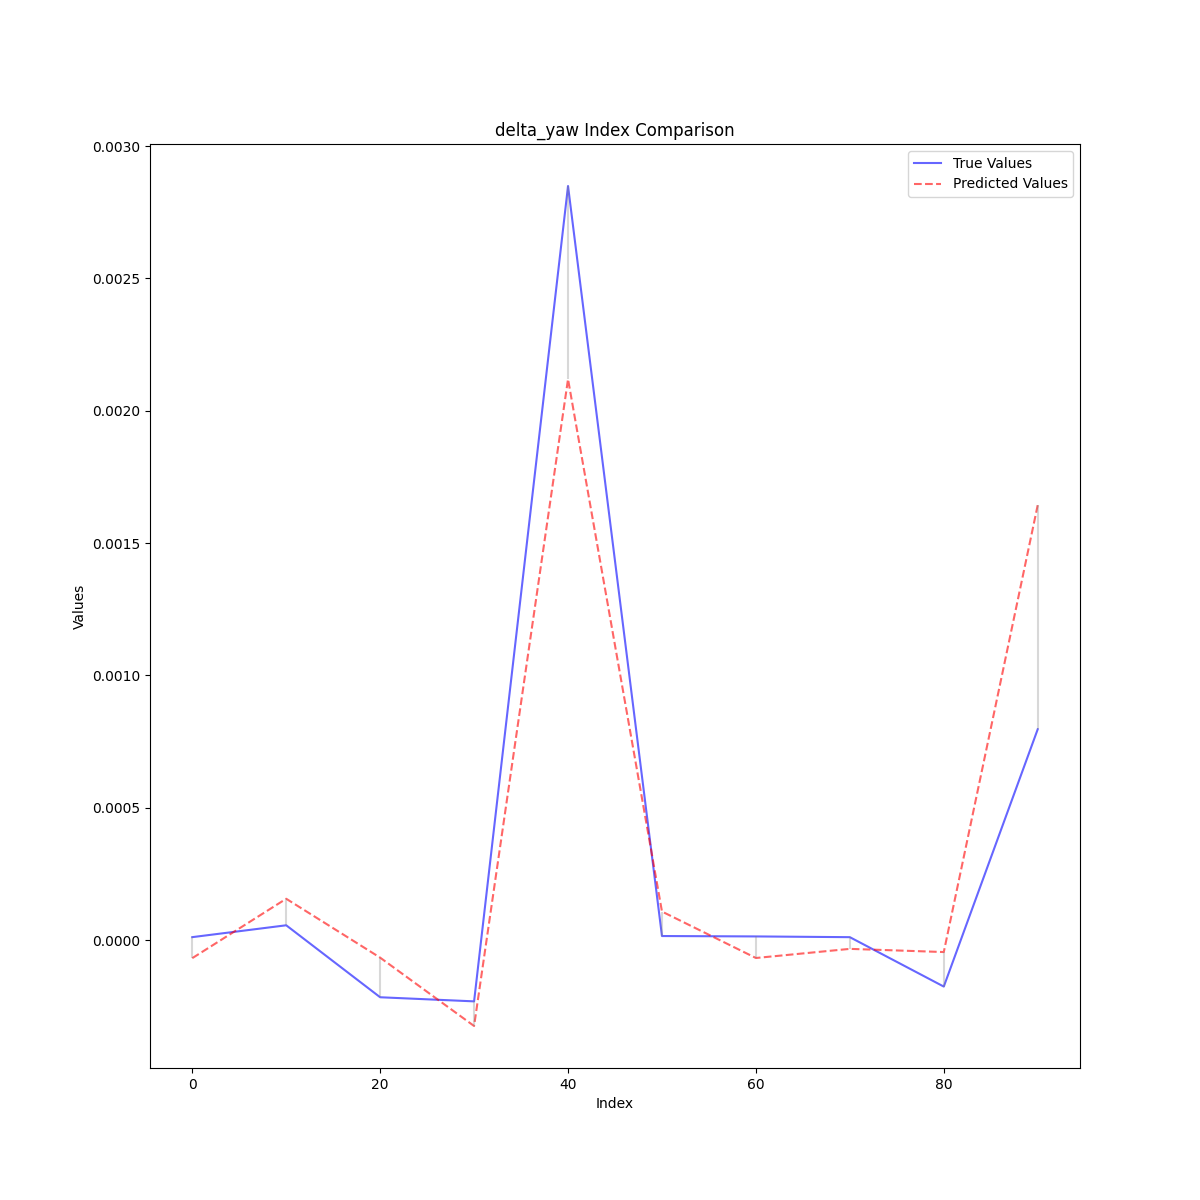 delta_yaw Index Comparison
True Values
Predicted Values
0.0030
0.0025
0.0020
0.0015
0.0010
0.0005
0.0000
Values
0 20 40 60 80
Index